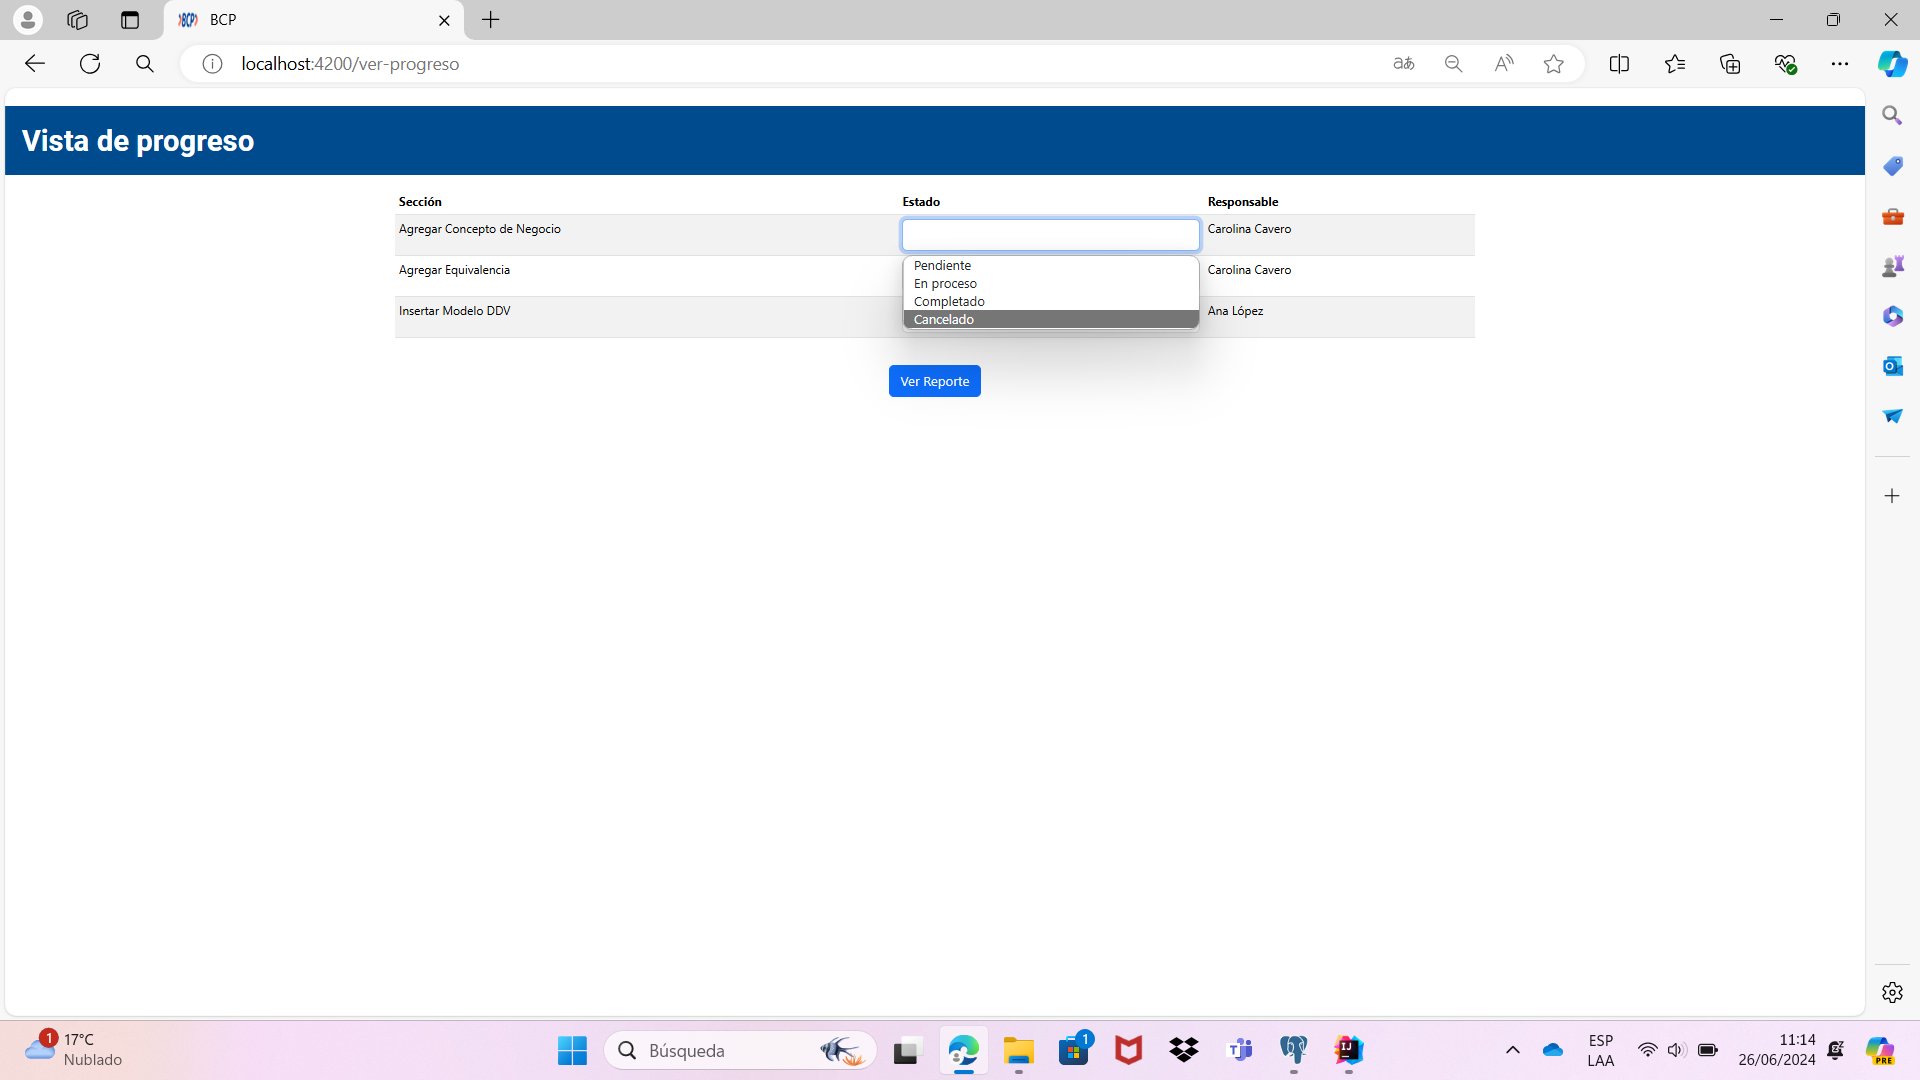 BCP
localhost:4200/ver-progreso
Vista de progreso
Sección Estado Responsable
Agregar Concepto de Negocio Carolina Cavero
Agregar Equivalencia Carolina Cavero
Insertar Modelo DDV Ana López
Pendiente
En proceso
Completado
Cancelado
Ver Reporte
1 17°C
Nublado
Búsqueda
1
ESP
LAA
11:14
26/06/2024
PRE